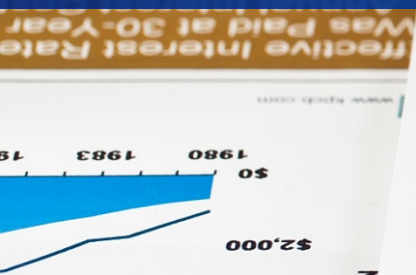 $2,000
$0
1980 1983
www.kpcb.com
ffective Interest Rate
Was Paid at 30-Year